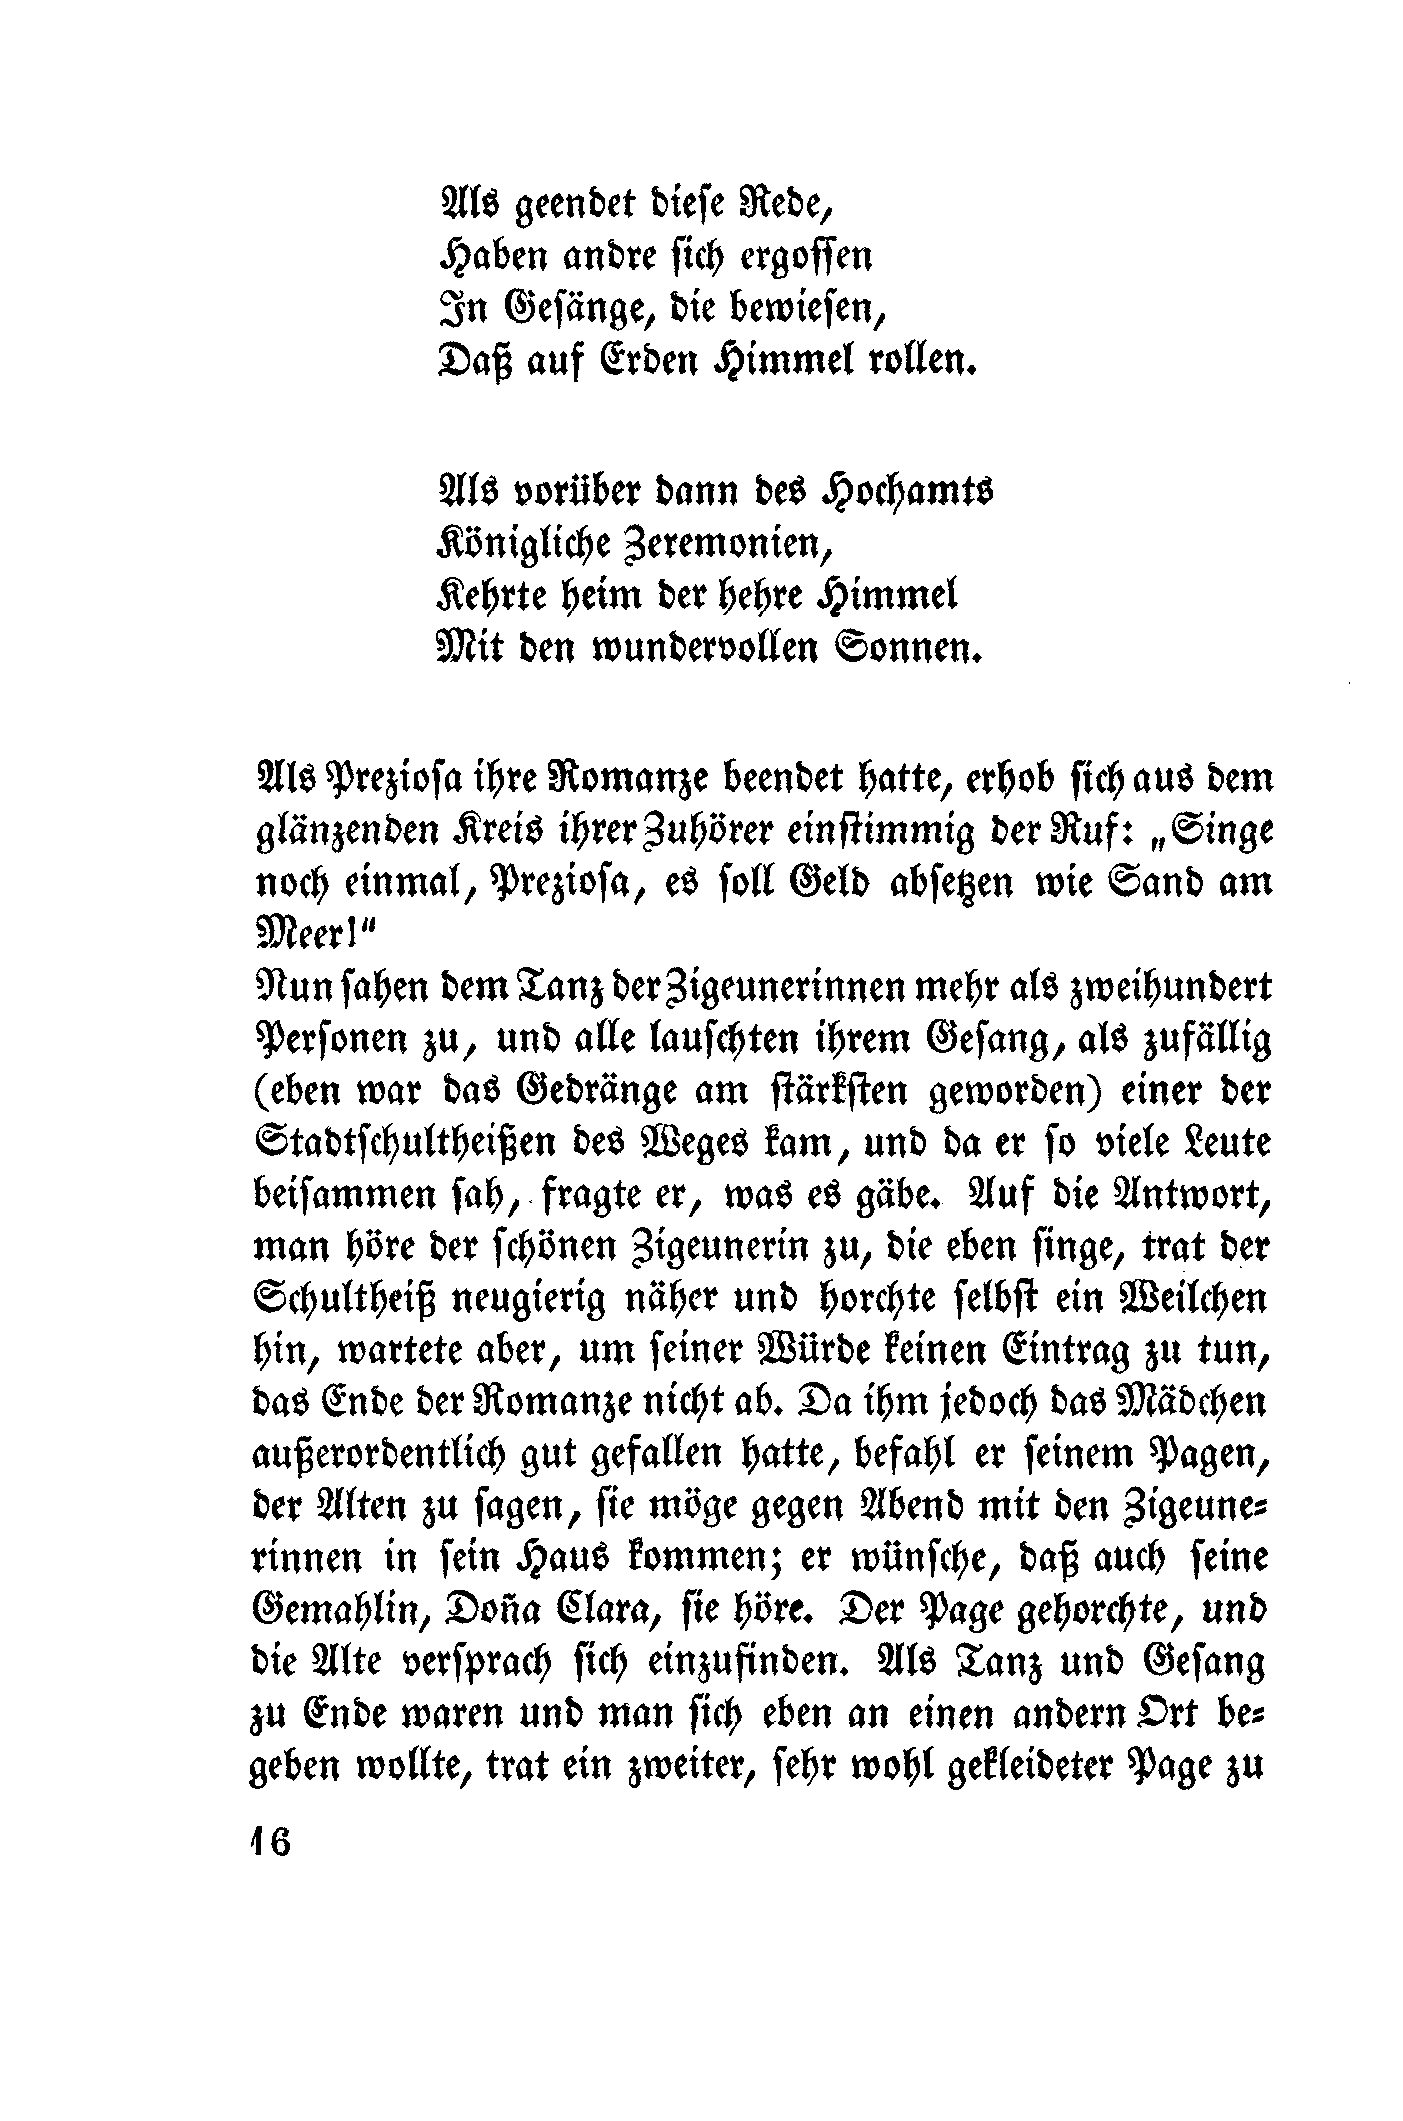 Als geendet diese Rede,
Haben andre sich ergossen
In Gesänge, die bewiesen,
Daß auf Erden Himmel rollen.
Als vorüber dann des Hochamts
Königliche Zeremonien,
Kehrte heim der hehre Himmel
Mit den wundervollen Sonnen.
Als Preziosa ihre Romanze beendet hatte, erhob sich aus dem
glänzenden Kreis ihrer Zuhörer einstimmig der Ruf: „Singe
noch einmal, Preziosa, es soll Geld absetzen wie Sand am
Meer!“
Nun sahen dem Tanz der Zigeunerinnen mehr als zweihundert
Personen zu, und alle lauschten ihrem Gesang, als zufällig
(eben war das Gedränge am stärksten geworden) einer der
Stadtschultheißen des Weges kam, und da er so viele Leute
beisammen sah, fragte er, was es gäbe. Auf die Antwort,
man höre der schönen Zigeunerin zu, die eben singe, trat der
Schultheiß neugierig näher und horchte selbst ein Weilchen
hin, wartete aber, um seiner Würde keinen Eintrag zu tun,
das Ende der Romanze nicht ab. Da ihm jedoch das Mädchen
außerordentlich gut gefallen hatte, befahl er seinem Pagen,
der Alten zu sagen, sie möge gegen Abend mit den Zigeune-
rinnen in sein Haus kommen; er wünsche, daß auch seine
Gemahlin, Doña Clara, sie höre. Der Page gehorchte, und
die Alte versprach sich einzufinden. Als Tanz und Gesang
zu Ende waren und man sich eben an einen andern Ort be-
geben wollte, trat ein zweiter, sehr wohl gekleideter Page zu
16